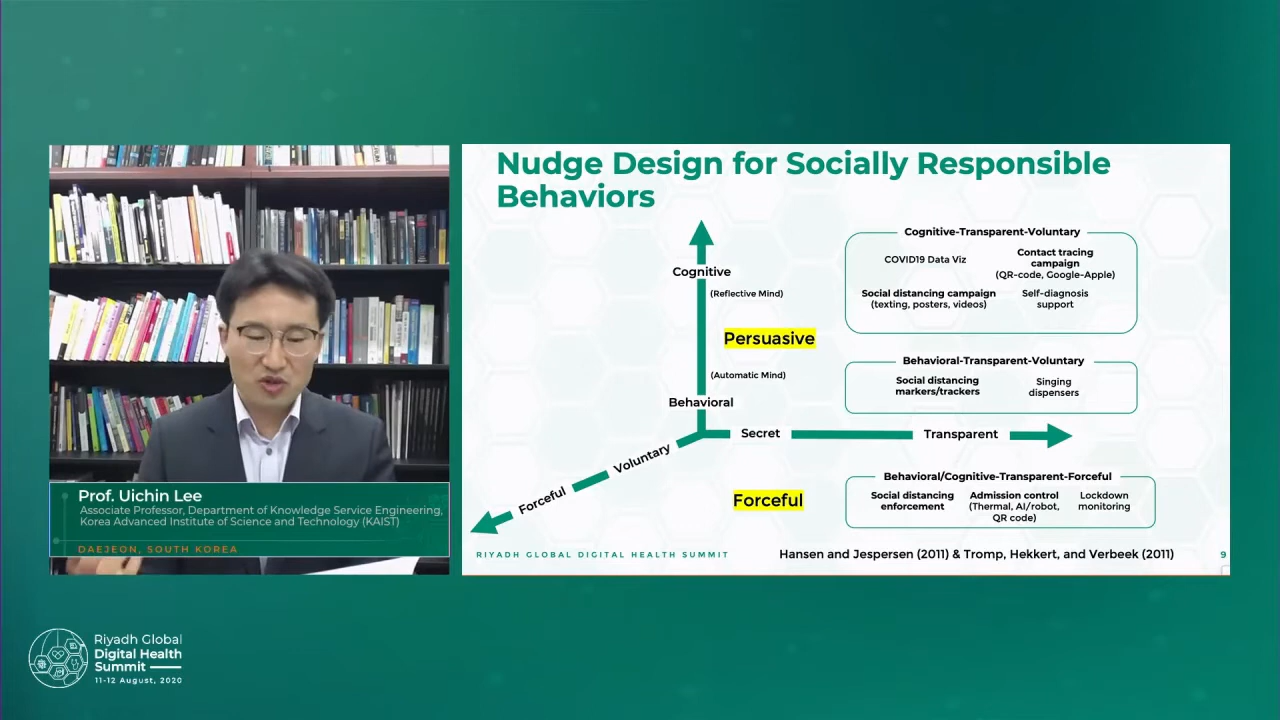 Nudge Design for Socially Responsible
Behaviors
Cognitive
(Reflective Mind)
Persuasive
(Automatic Mind)
Behavioral
Secret
Transparent
Voluntary
Forceful
Forceful
Cognitive-Transparent-Voluntary
COVID19 Data Viz
Contact tracing
campaign
(QR-code, Google-Apple)
Social distancing campaign
(texting, posters, videos)
Self-diagnosis
support
Behavioral-Transparent-Voluntary
Social distancing
markers/trackers
Singing
dispensers
Behavioral/Cognitive-Transparent-Forceful
Social distancing
enforcement
Admission control
(Thermal, AI/robot,
QR code)
Lockdown
monitoring
RIYADH GLOBAL DIGITAL HEALTH SUMMIT
Hansen and Jespersen (2011) & Tromp, Hekkert, and Verbeek (2011)
9
Prof. Uichin Lee
Associate Professor, Department of Knowledge Service Engineering,
Korea Advanced Institute of Science and Technology (KAIST)
DAEJEON, SOUTH KOREA
Riyadh Global
Digital Health
Summit
11-12 August, 2020